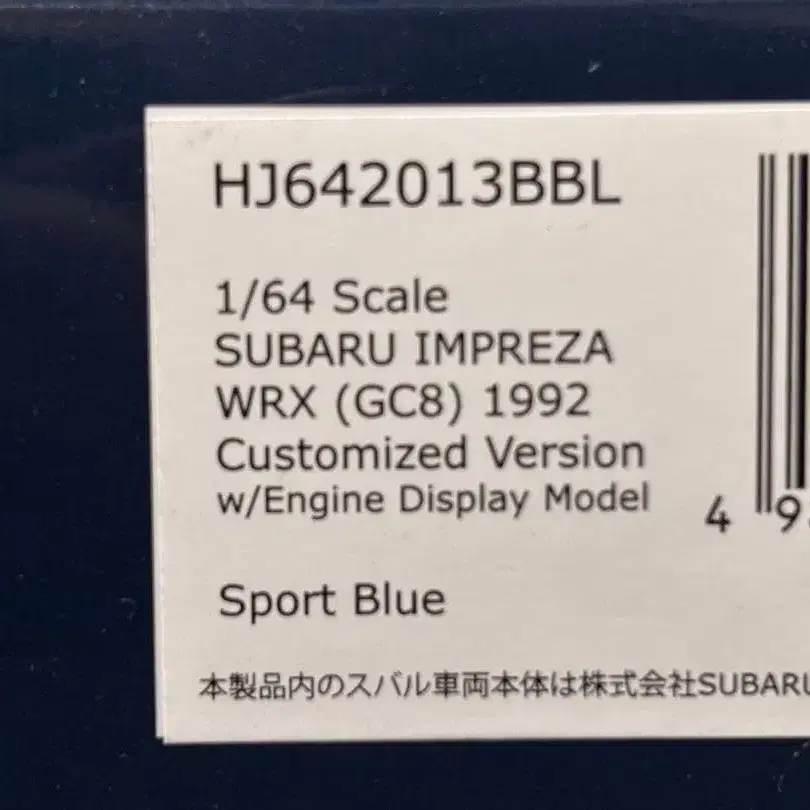 HJ642013BBL
1/64 Scale
SUBARU IMPREZA
WRX (GC8) 1992
Customized Version
w/Engine Display Model
4 9
Sport Blue
本製品内のスバル車両本体は株式会社SUBARU